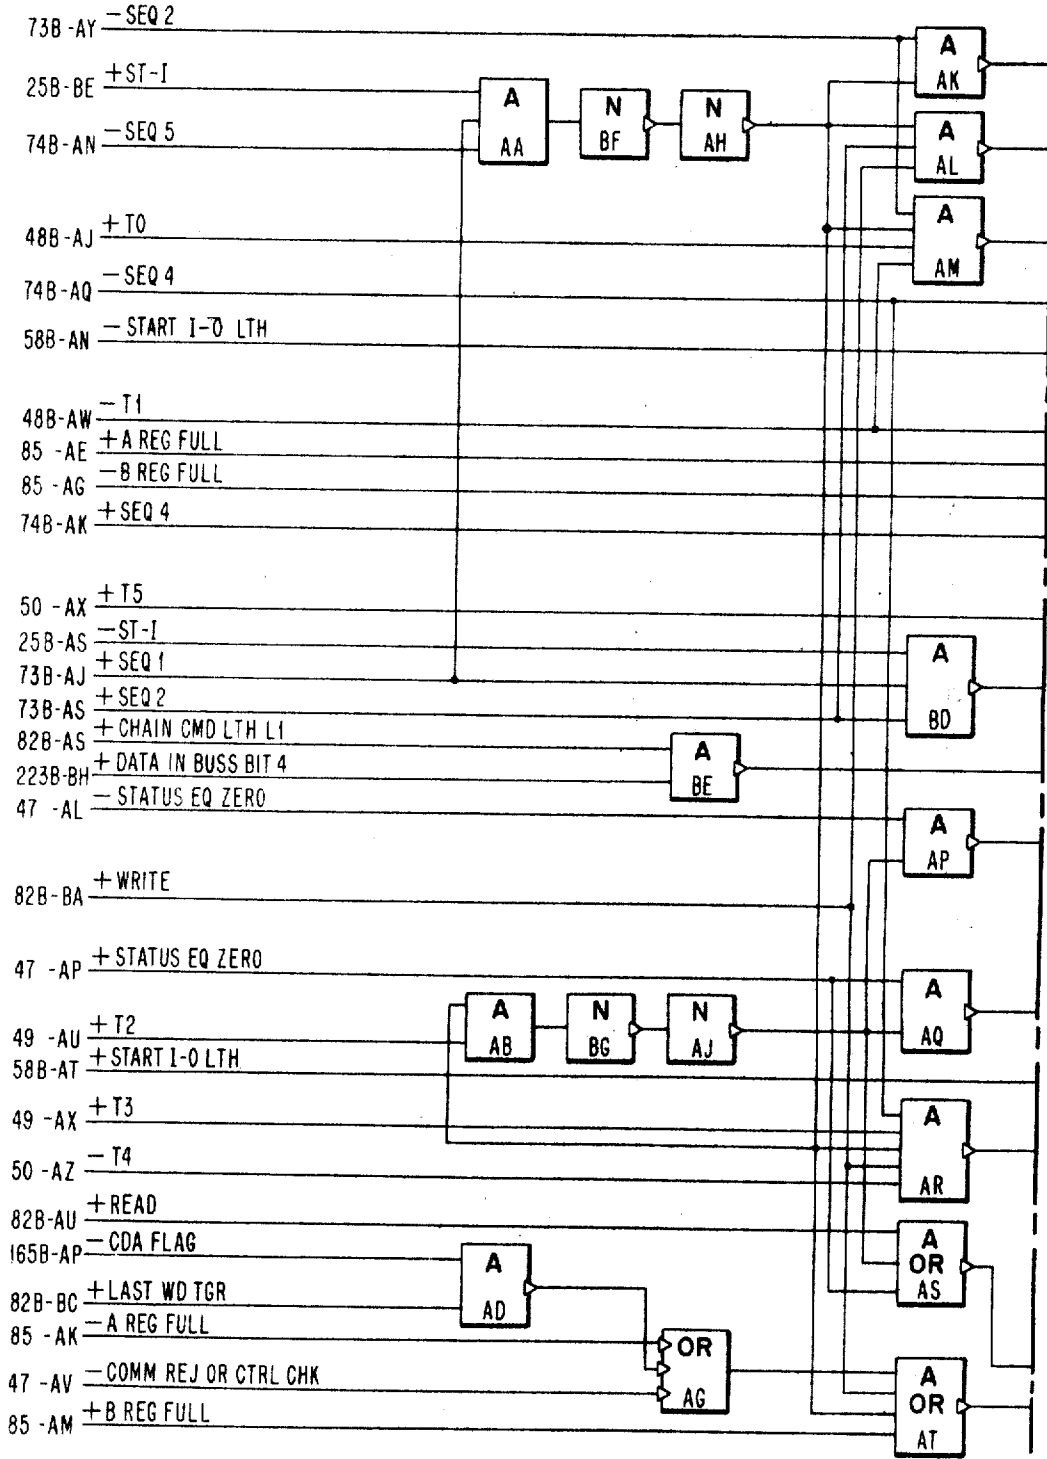 73B-AY -SEQ 2
A
AK
25B-BE +ST-I
A
AA
N
BF
N
AH
74B-AN -SEQ 5
A
AL
48B-AJ +T0
A
AM
74B-AQ -SEQ 4
58B-AN -START I-O LTH
48B-AW -T1
85 -AE +A REG FULL
85 -AG -B REG FULL
74B-AK +SEQ 4
50 -AX +T5
25B-AS -ST-I
73B-AJ +SEQ 1
A
BD
73B-AS +SEQ 2
82B-AS +CHAIN CMD LTH L1
A
BE
223B-BH +DATA IN BUSS BIT 4
47 -AL -STATUS EQ ZERO
A
AP
82B-BA +WRITE
47 -AP +STATUS EQ ZERO
A
AQ
49 -AU +T2
A
AB
N
BG
N
AJ
58B-AT +START I-O LTH
49 -AX +T3
A
AR
50 -AZ -T4
82B-AU +READ
A
OR
AS
165B-AP -CDA FLAG
A
AD
82B-BC +LAST WD TGR
85 -AK -A REG FULL
OR
AG
47 -AV -COMM REJ OR CTRL CHK
A
OR
AT
85 -AM +B REG FULL